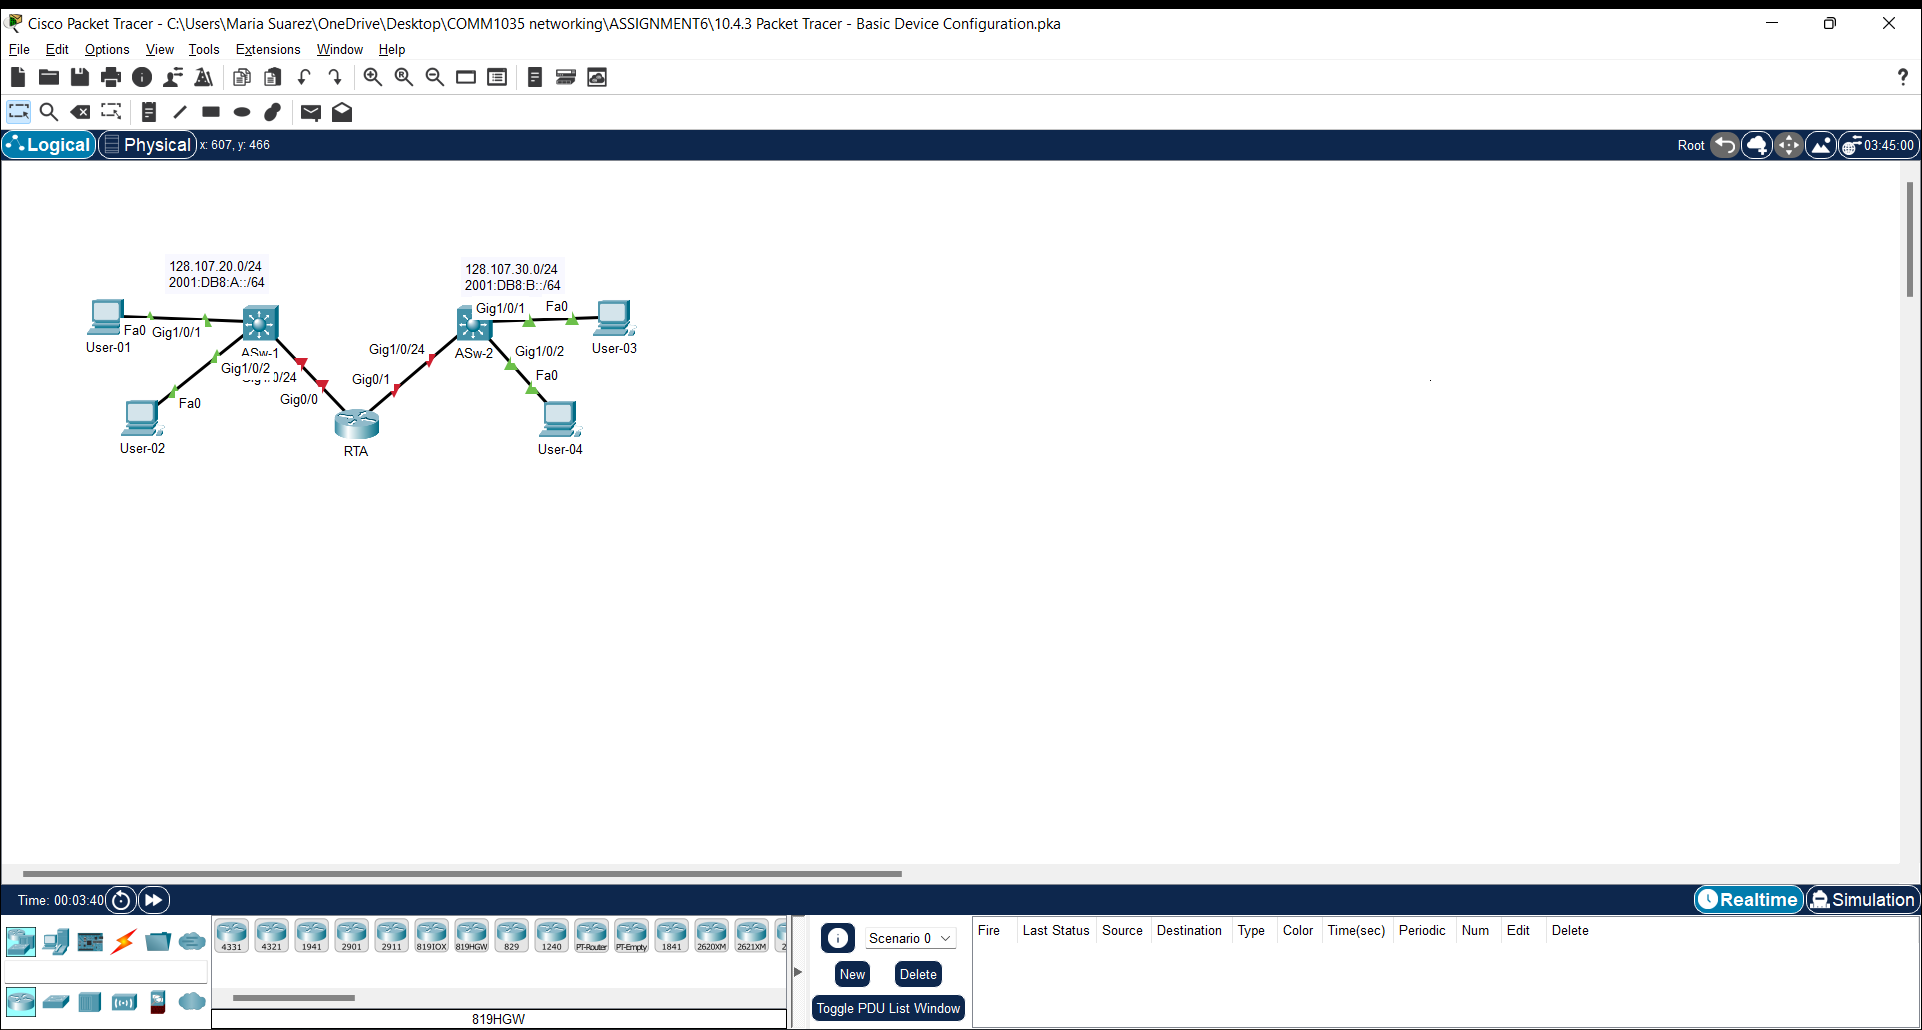 Cisco Packet Tracer - C:\Users\Maria Suarez\OneDrive\Desktop\COMM1035 networking\ASSIGNMENT6\10.4.3 Packet Tracer - Basic Device Configuration.pka
File Edit Options View Tools Extensions Window Help
?
Logical Physical x: 607, y: 466 Root 03:45:00
128.107.20.0/24
2001:DB8:A::/64
128.107.30.0/24
2001:DB8:B::/64
Gig1/0/1 Fa0
Fa0 Gig1/0/1
User-01 ASw-1 ASw-2 User-03
Gig1/0/24 Gig1/0/2
Gig1/0/2
0/24
Gig0/1 Fa0
Fa0 Gig0/0
User-02 RTA User-04
Time: 00:03:40 Realtime Simulation
4331 4321 1941 2901 2911 819IOX 819HGW 829 1240 PT-Router PT-Empty 1841 2620XM 2621XM 2
819HGW
Scenario 0
New Delete
Toggle PDU List Window
Fire Last Status Source Destination Type Color Time(sec) Periodic Num Edit Delete